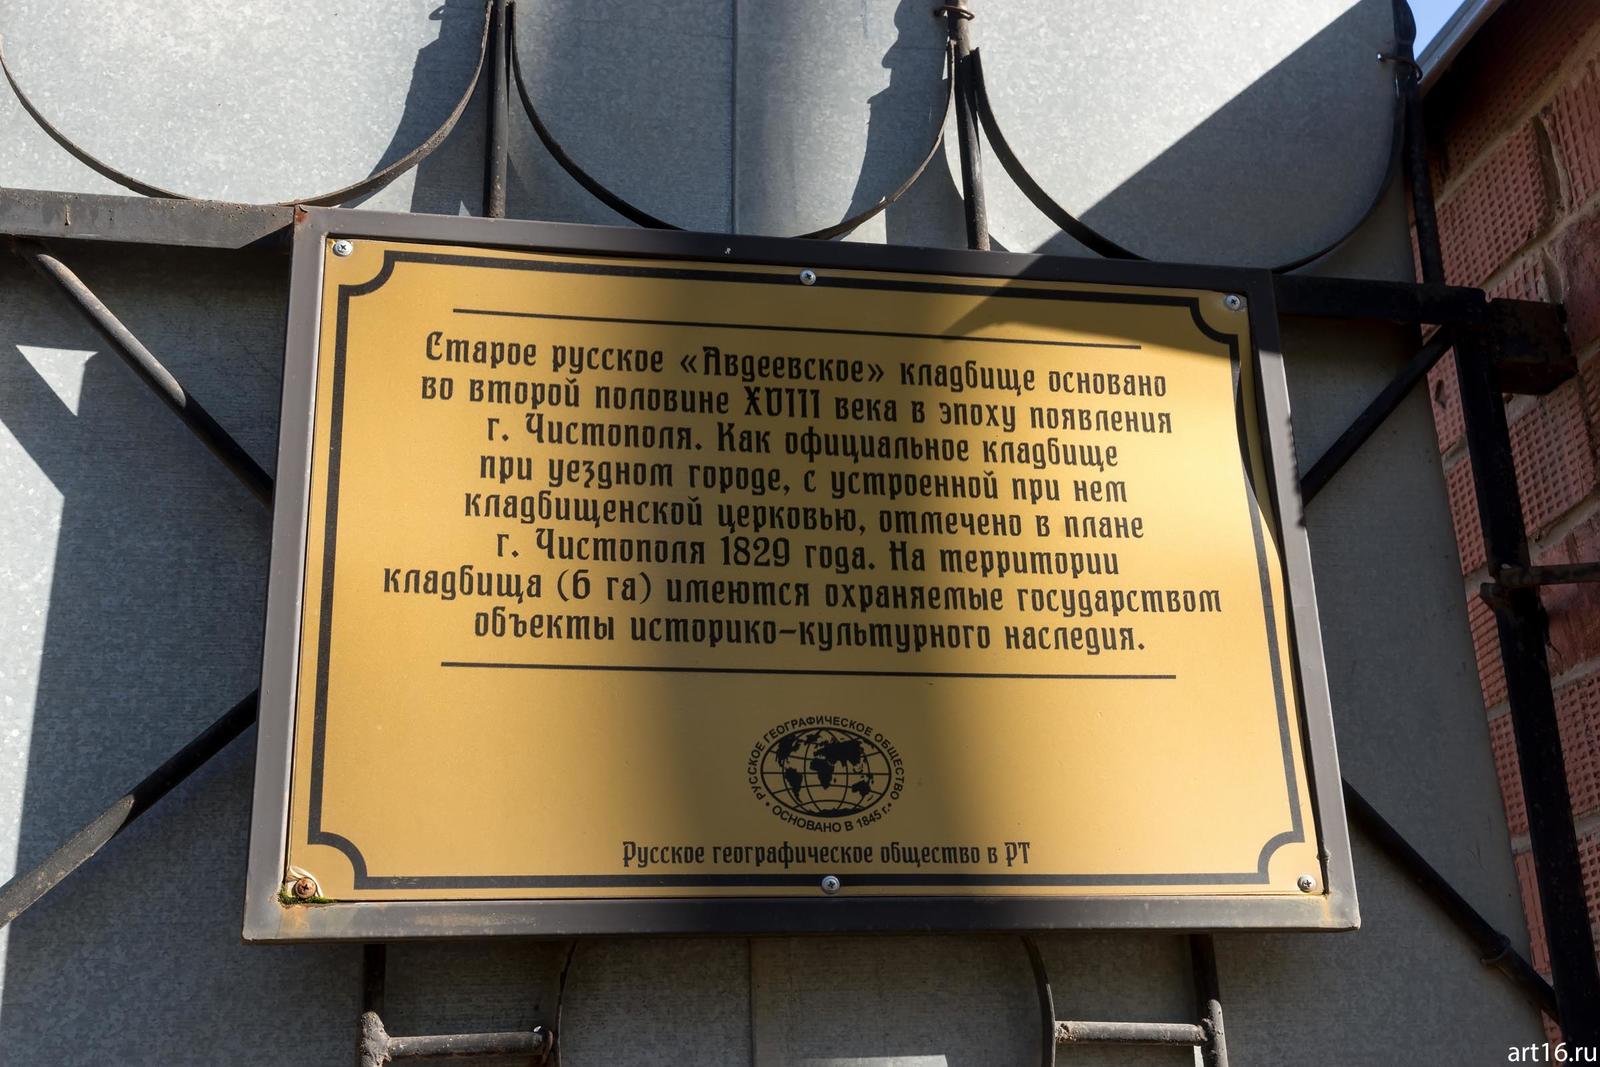 Старое русское «Авдеевское» кладбище основано
во второй половине XVIII века в эпоху появления
г. Чистополя. Как официальное кладбище
при уездном городе, с устроенной при нем
кладбищенской церковью, отмечено в плане
г. Чистополя 1829 года. На территории
кладбища (6 га) имеются охраняемые государством
объекты историко-культурного наследия.
• РУССКОЕ ГЕОГРАФИЧЕСКОЕ ОБЩЕСТВО •
ОСНОВАНО В 1845 г.
Русское географическое общество в РТ
art16.ru